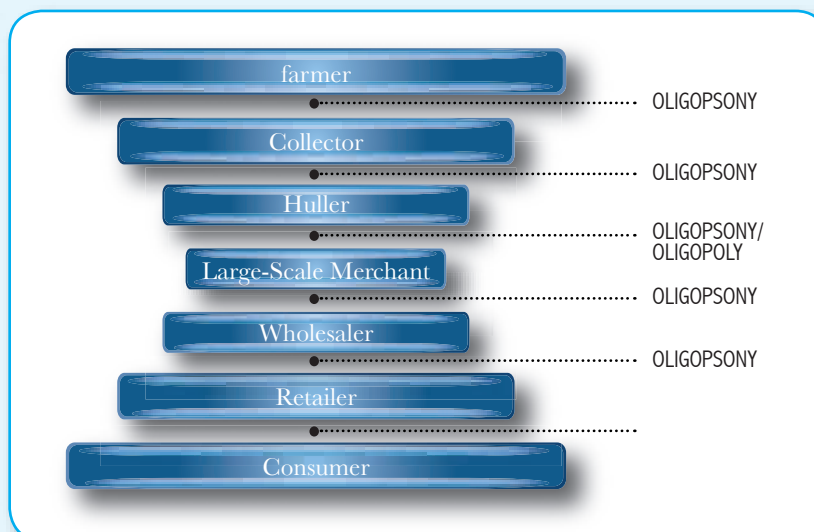 farmer
OLIGOPSONY
Collector
OLIGOPSONY
Huller
OLIGOPSONY/
OLIGOPOLY
Large-Scale Merchant
OLIGOPSONY
Wholesaler
OLIGOPSONY
Retailer
Consumer